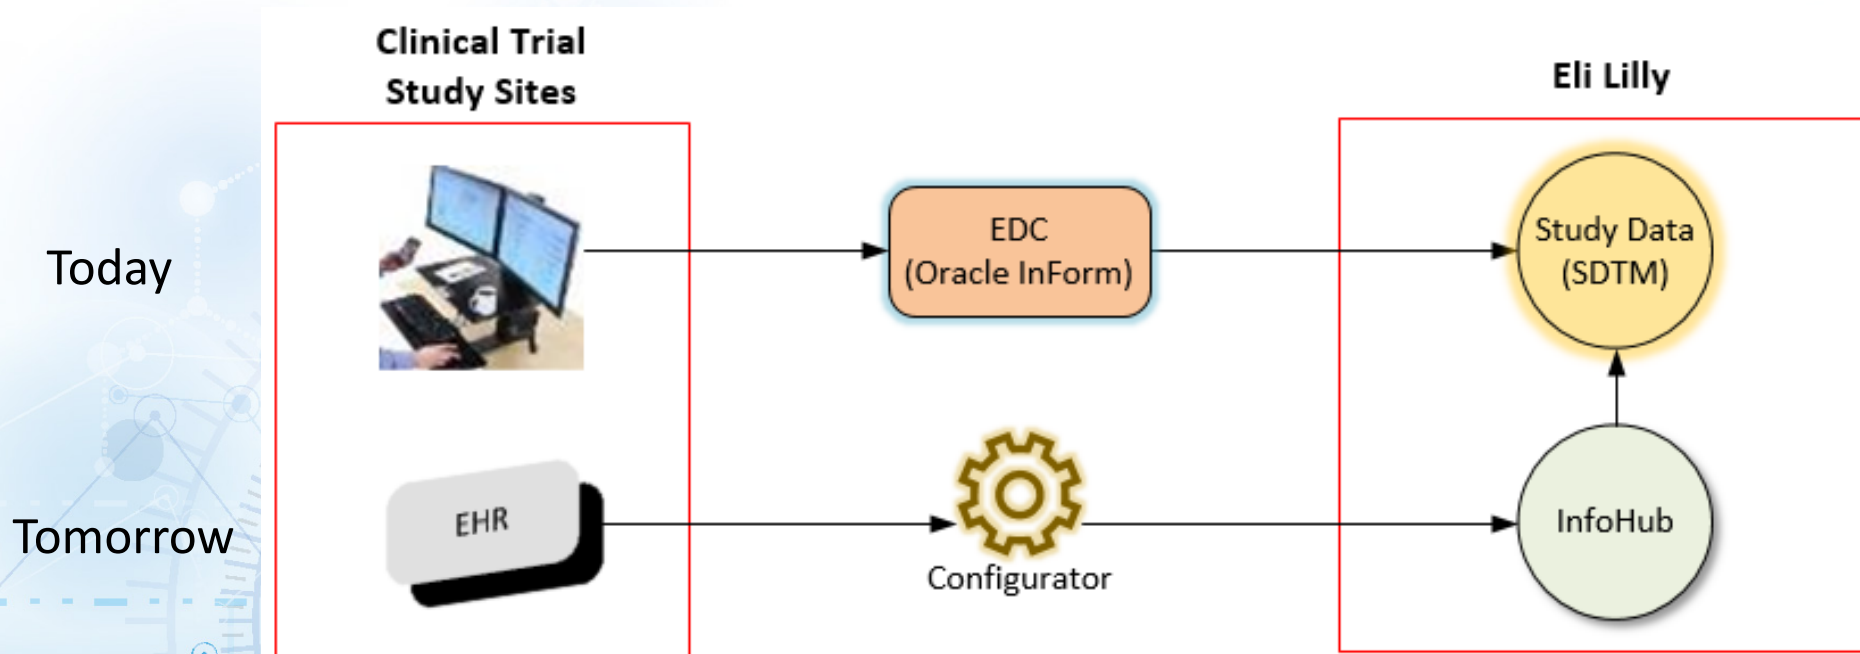 Clinical Trial
Study Sites
Eli Lilly
Today
EDC
(Oracle InForm)
Study Data
(SDTM)
Tomorrow
EHR
Configurator
InfoHub